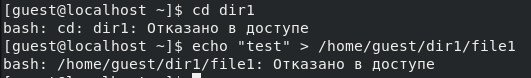 [guest@localhost ~]$ cd dir1
bash: cd: dir1: Отказано в доступе
[guest@localhost ~]$ echo "test" > /home/guest/dir1/file1
bash: /home/guest/dir1/file1: Отказано в доступе